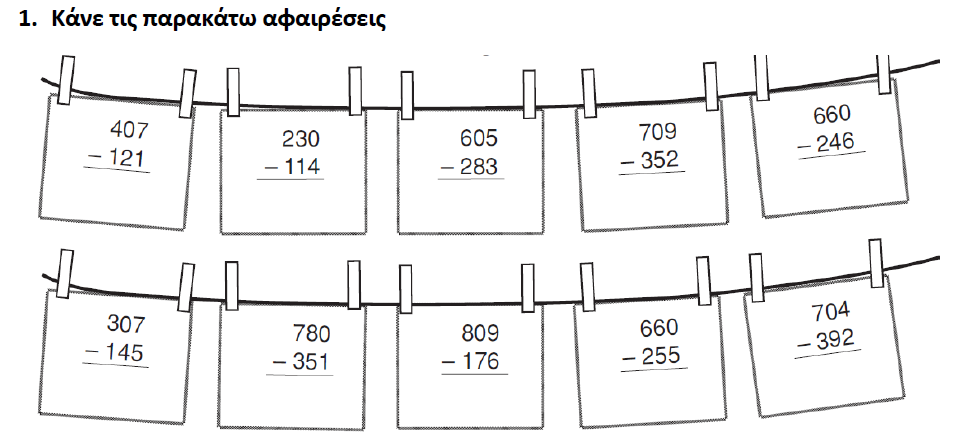 1. Κάνε τις παρακάτω αφαιρέσεις
407 230 605 709 660
– 121 – 114 – 283 – 352 – 246
307 780 809 660 704
– 145 – 351 – 176 – 255 – 392